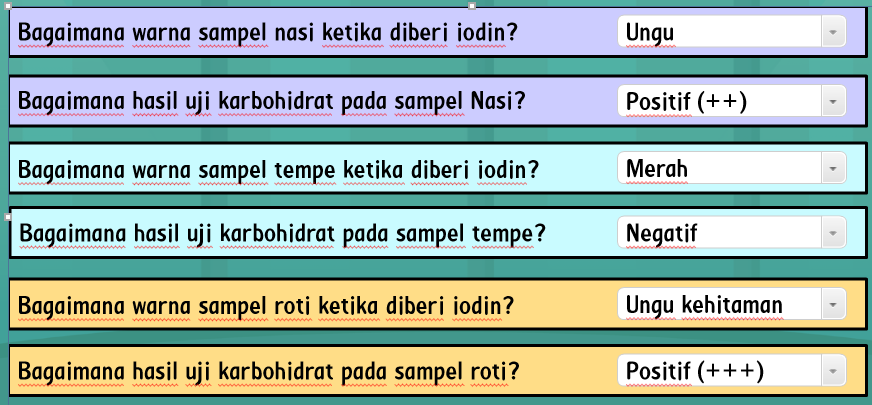 Bagaimana warna sampel nasi ketika diberi iodin? Ungu
Bagaimana hasil uji karbohidrat pada sampel Nasi? Positif (++)
Bagaimana warna sampel tempe ketika diberi iodin? Merah
Bagaimana hasil uji karbohidrat pada sampel tempe? Negatif
Bagaimana warna sampel roti ketika diberi iodin? Ungu kehitaman
Bagaimana hasil uji karbohidrat pada sampel roti? Positif (+++)